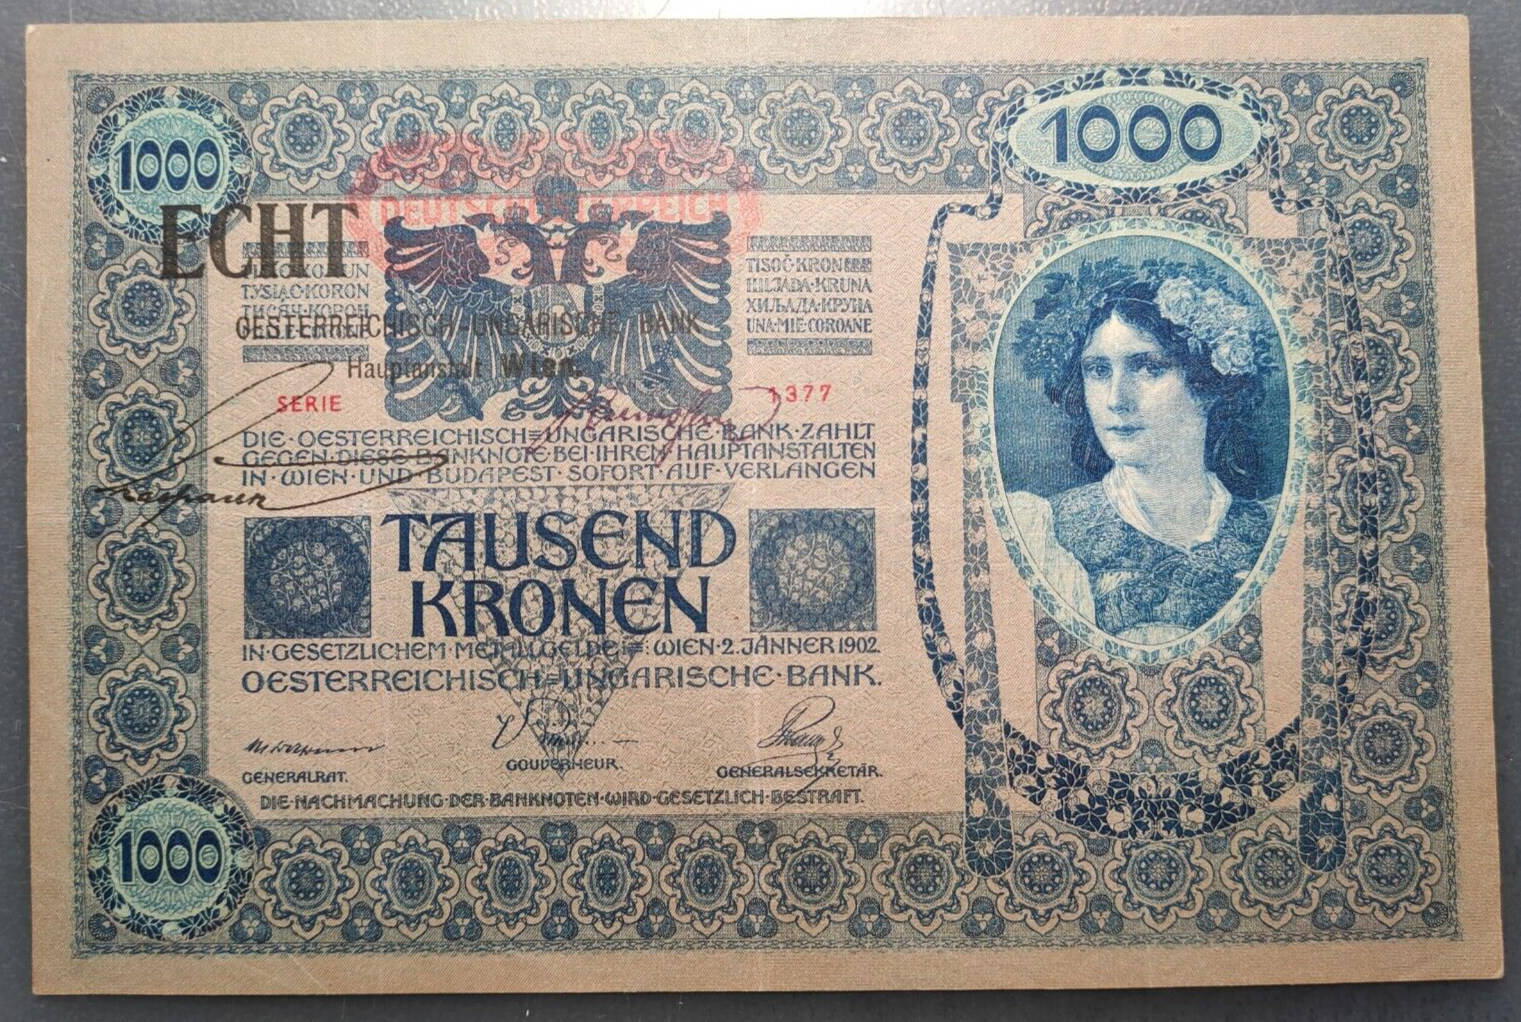 1000
1000
DEUTSCHÖSTERREICH
ECHT
TYSIĄC·KORON
ТИСЯЧ·КОРОН
TISOČ·KRON
HILJADA·KRUNA
ХИЉАДА·КРУНА
UNA·MIE·COROANE
OESTERREICHISCH-UNGARISCHE BANK
Hauptanstalt Wien.
SERIE 1377
DIE·OESTERREICHISCH=UNGARISCHE·BANK·ZAHLT
GEGEN·DIESE·BANKNOTE·BEI·IHREN·HAUPTANSTALTEN
IN·WIEN·UND·BUDAPEST·SOFORT·AUF·VERLANGEN
TAUSEND
KRONEN
IN·GESETZLICHEM·METALLGELDE=:WIEN·2.JÄNNER 1902.
OESTERREICHISCH=UNGARISCHE·BANK.
GENERALRAT.
GOUVERNEUR.
GENERALSEKRETÄR.
DIE·NACHMACHUNG·DER·BANKNOTEN·WIRD·GESETZLICH·BESTRAFT.
1000